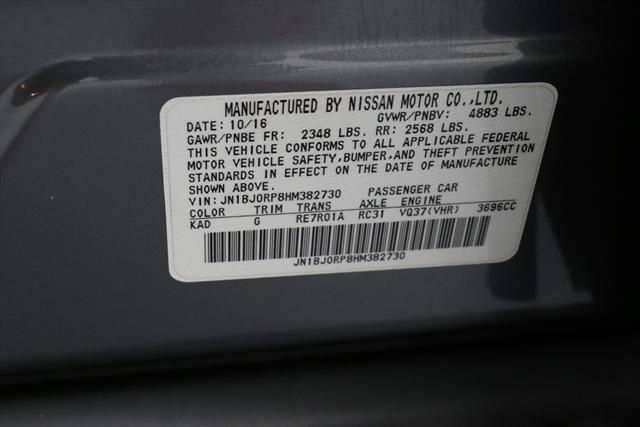 MANUFACTURED BY NISSAN MOTOR CO.,LTD.
DATE: 10/16 GVWR/PNBV: 4883 LBS.
GAWR/PNBE FR: 2348 LBS. RR: 2568 LBS.
THIS VEHICLE CONFORMS TO ALL APPLICABLE FEDERAL
MOTOR VEHICLE SAFETY,BUMPER,AND THEFT PREVENTION
STANDARDS IN EFFECT ON THE DATE OF MANUFACTURE
SHOWN ABOVE.
VIN: JN1BJ0RP8HM382730 PASSENGER CAR
COLOR TRIM TRANS AXLE ENGINE
KAD G RE7R01A RC31 VQ37(VHR) 3696CC
JN1BJ0RP8HM382730